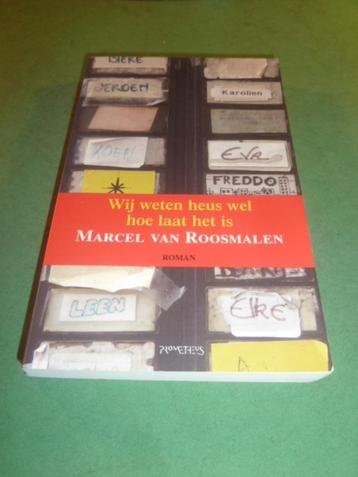 BIEKE
JEROEN
Karolien
KOEN
EVA
FREDDO
Wij weten heus wel
hoe laat het is
MARCEL VAN ROOSMALEN
ROMAN
LEEN
ELKE
PROMETHEUS